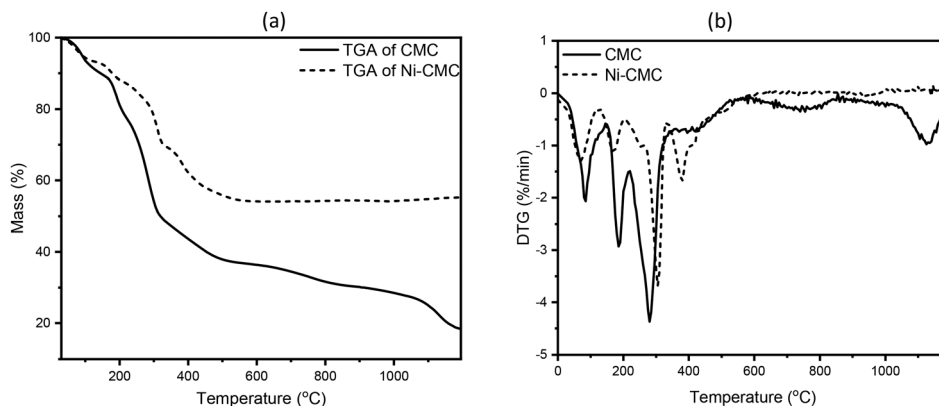 (a)
100
80
60
40
20
Mass (%)
TGA of CMC
TGA of Ni-CMC
200 400 600 800 1000
Temperature (°C)
(b)
1
0
-1
-2
-3
-4
-5
DTG (%/min)
CMC
Ni-CMC
0 200 400 600 800 1000
Temperature (°C)